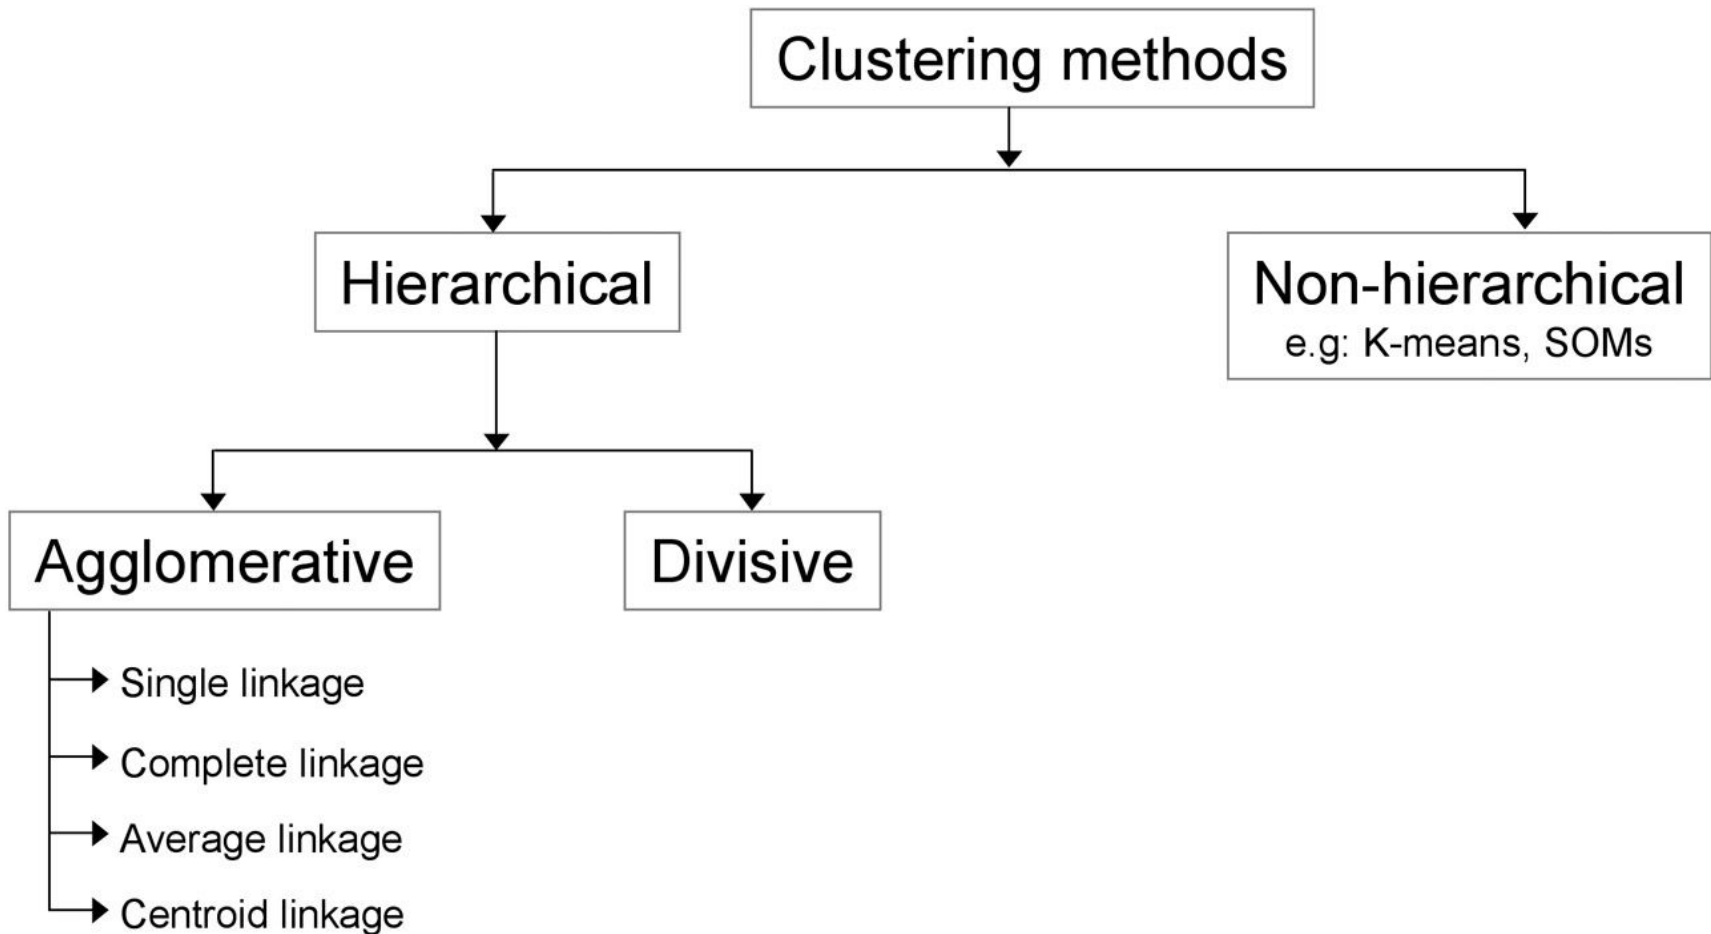 Clustering methods
Hierarchical
Non-hierarchical
e.g: K-means, SOMs
Agglomerative
Divisive
Single linkage
Complete linkage
Average linkage
Centroid linkage